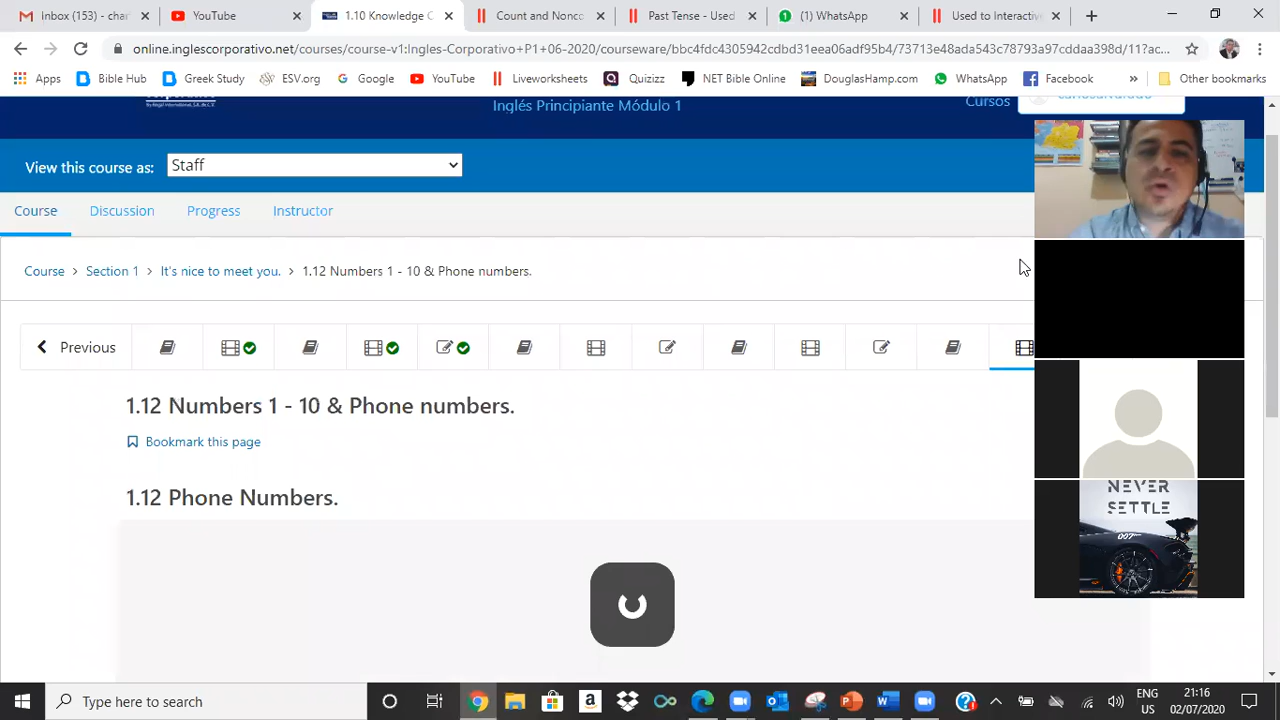 Inbox (153) - char
YouTube
1.10 Knowledge C
Count and Nonco
Past Tense - Used
(1) WhatsApp
Used to Interactiv
online.inglescorporativo.net/courses/course-v1:Ingles-Corporativo+P1+06-2020/courseware/bbc4fdc4305942cdbd31eea06adf95b4/73713e48ada543c78793a97cddaa398d/11?ac...
Apps
Bible Hub
Greek Study
ESV.org
Google
YouTube
Liveworksheets
Quizizz
NET Bible Online
DouglasHamp.com
WhatsApp
Facebook
»
Other bookmarks
Inglés Principiante Módulo 1
Cursos
View this course as:
Staff
Course
Discussion
Progress
Instructor
Course > Section 1 > It's nice to meet you. > 1.12 Numbers 1 - 10 & Phone numbers.
Previous
1.12 Numbers 1 - 10 & Phone numbers.
Bookmark this page
1.12 Phone Numbers.
NEVER
SETTLE
007
Type here to search
ENG
US
21:16
02/07/2020